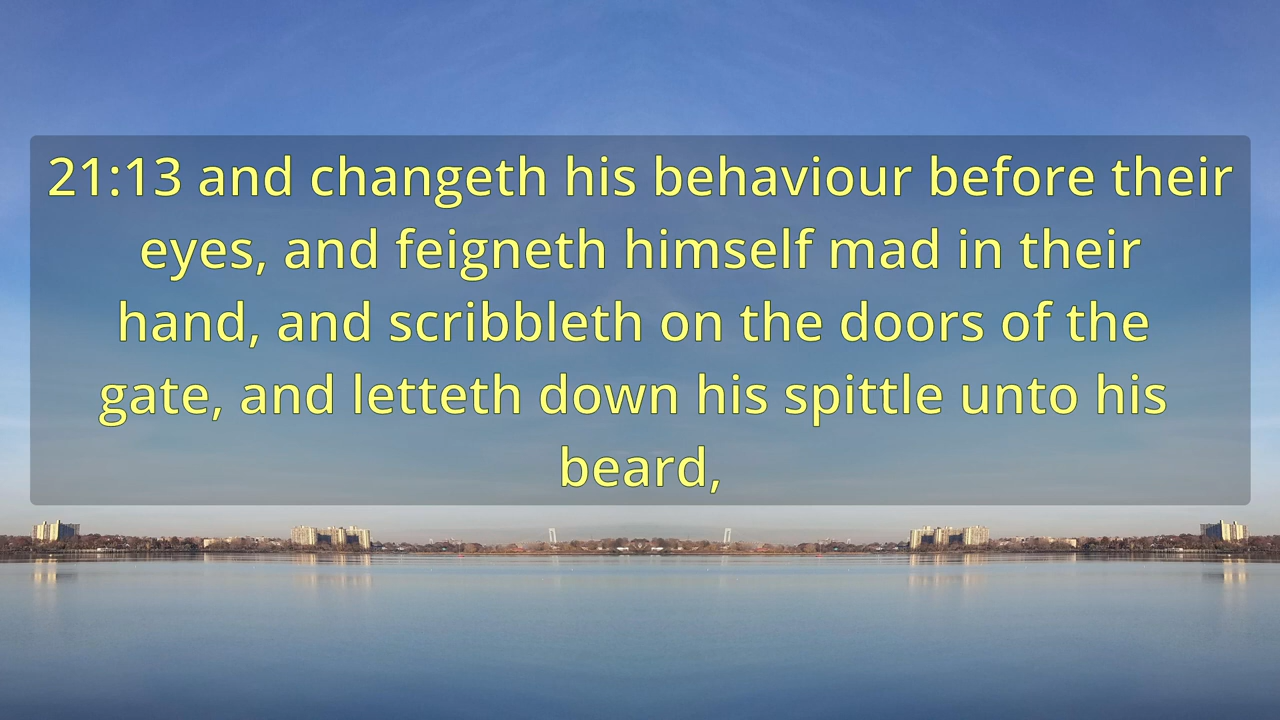 21:13 and changeth his behaviour before their
eyes, and feigneth himself mad in their
hand, and scribbleth on the doors of the
gate, and letteth down his spittle unto his
beard,